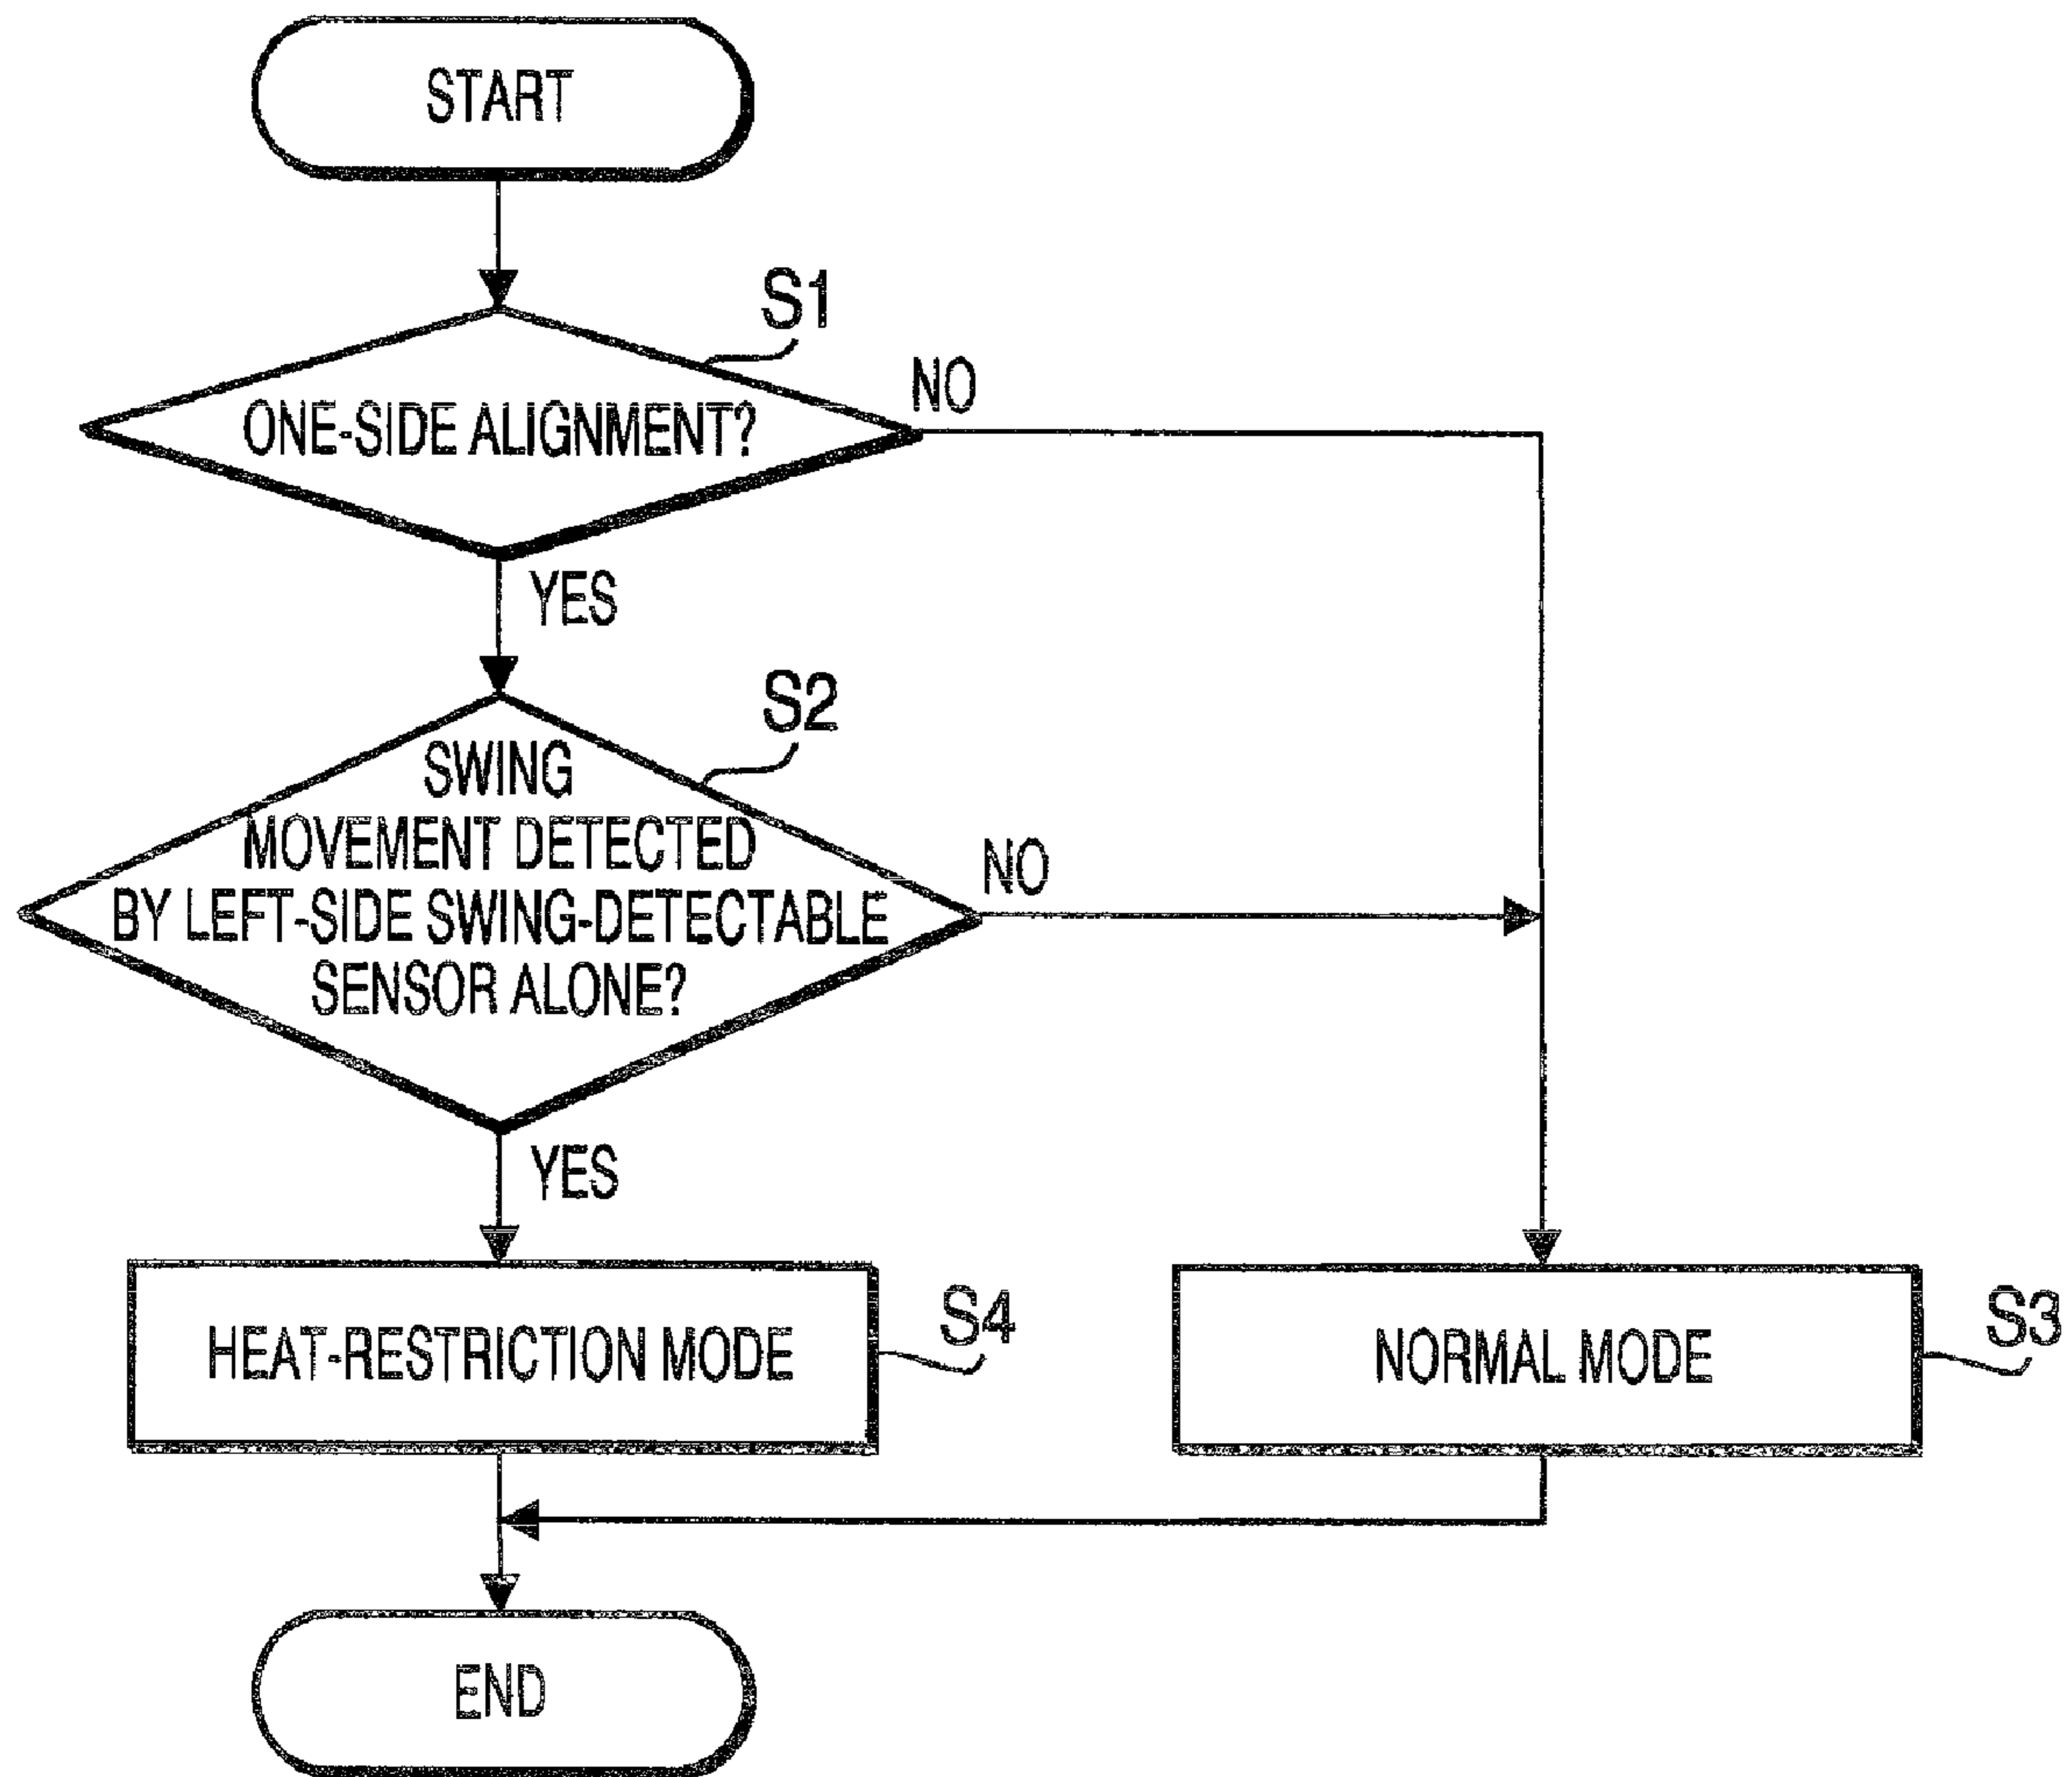 START
S1
NO
ONE-SIDE ALIGNMENT?
YES
S2
SWING
MOVEMENT DETECTED
BY LEFT-SIDE SWING-DETECTABLE
SENSOR ALONE?
NO
YES
HEAT-RESTRICTION MODE
S4
NORMAL MODE
S3
END